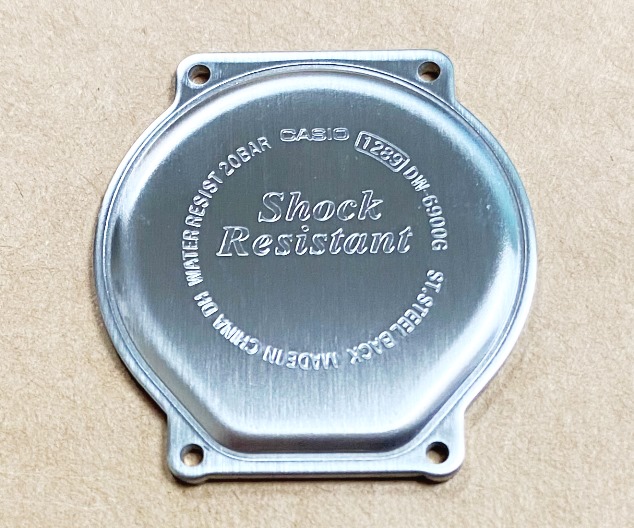 CASIO 1289 DW-6900G ST.STEEL BACK MADE IN CHINA DH WATER RESIST 20BAR
Shock
Resistant